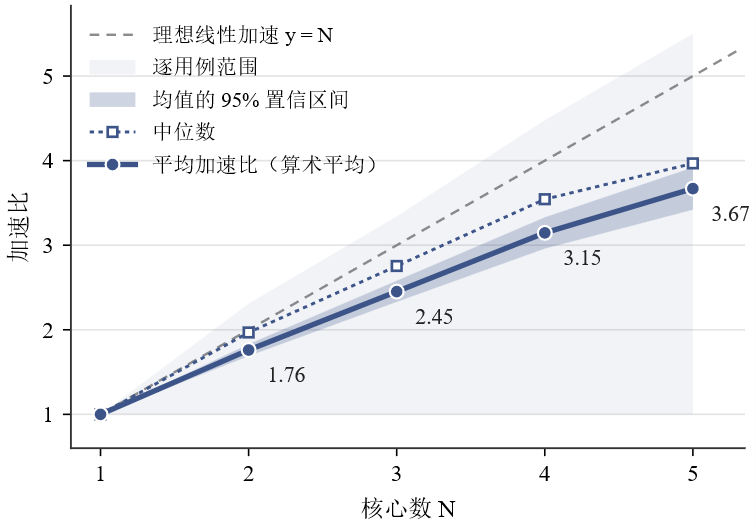 理想线性加速 y = N
逐用例范围
均值的 95% 置信区间
中位数
平均加速比（算术平均）
加速比
5
4
3
2
1
3.67
3.15
2.45
1.76
1 2 3 4 5
核心数 N